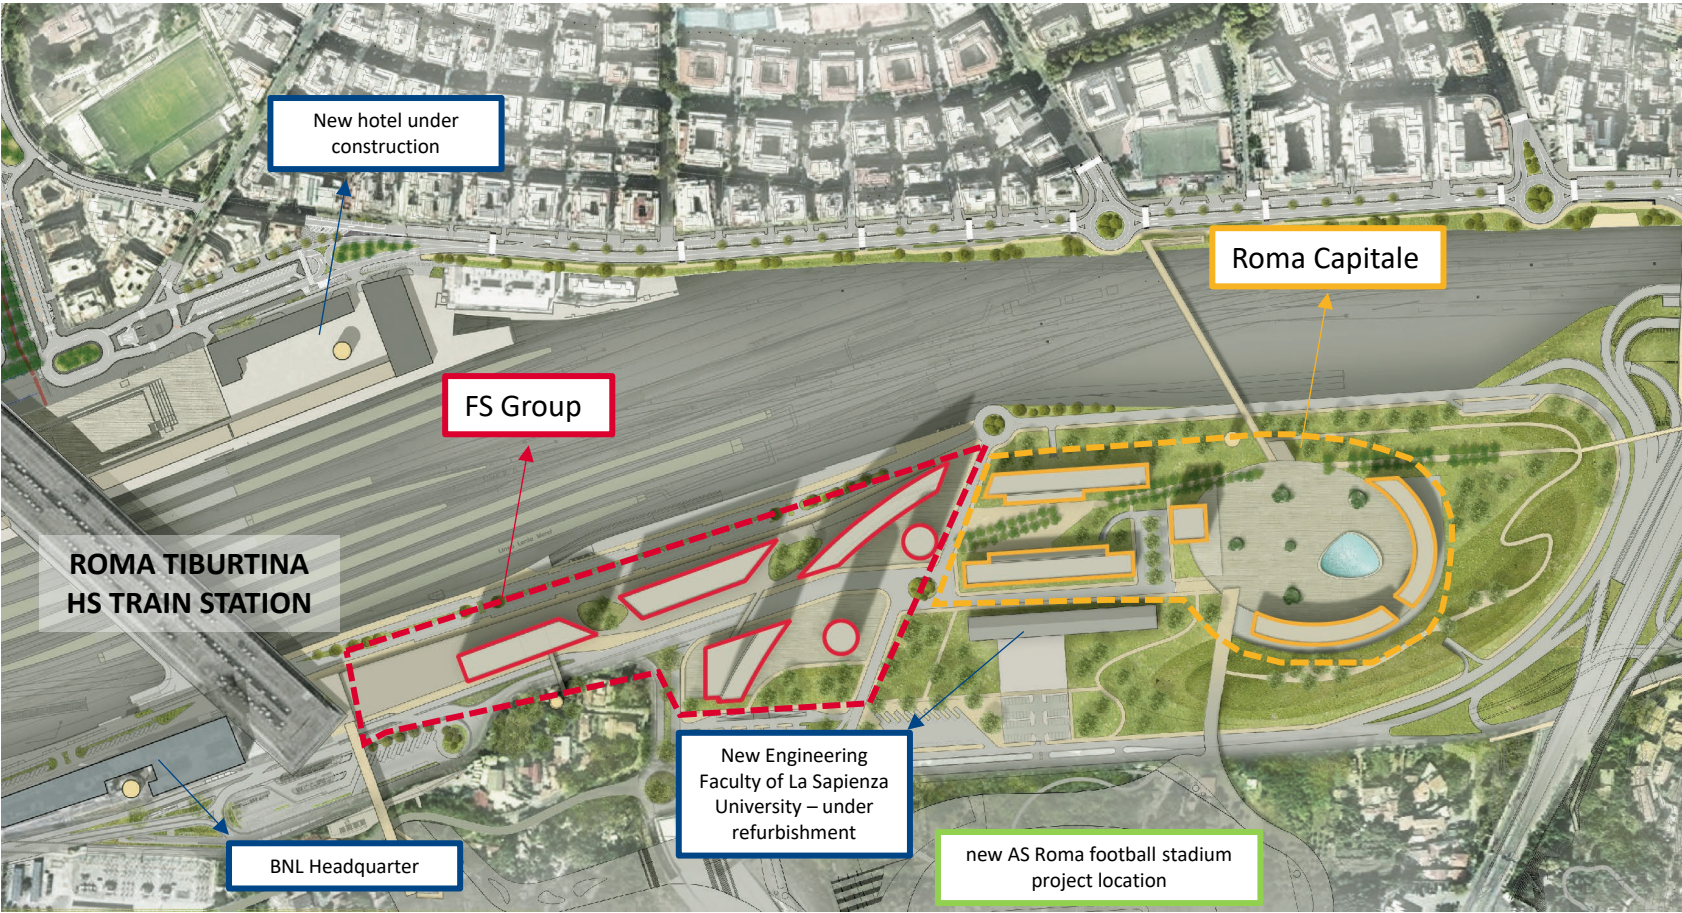 New hotel under
construction
Roma Capitale
FS Group
ROMA TIBURTINA
HS TRAIN STATION
New Engineering
Faculty of La Sapienza
University – under
refurbishment
BNL Headquarter
new AS Roma football stadium
project location